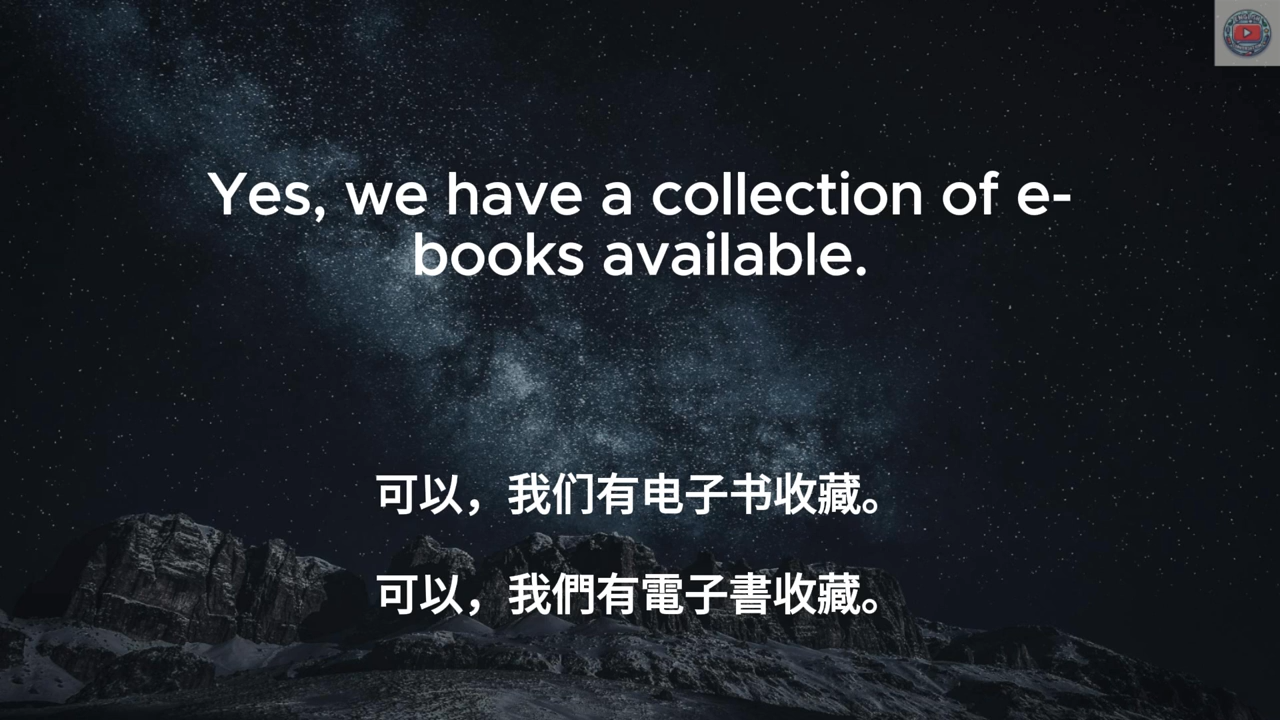 Yes, we have a collection of e-
books available.
可以，我们有电子书收藏。
可以，我們有電子書收藏。